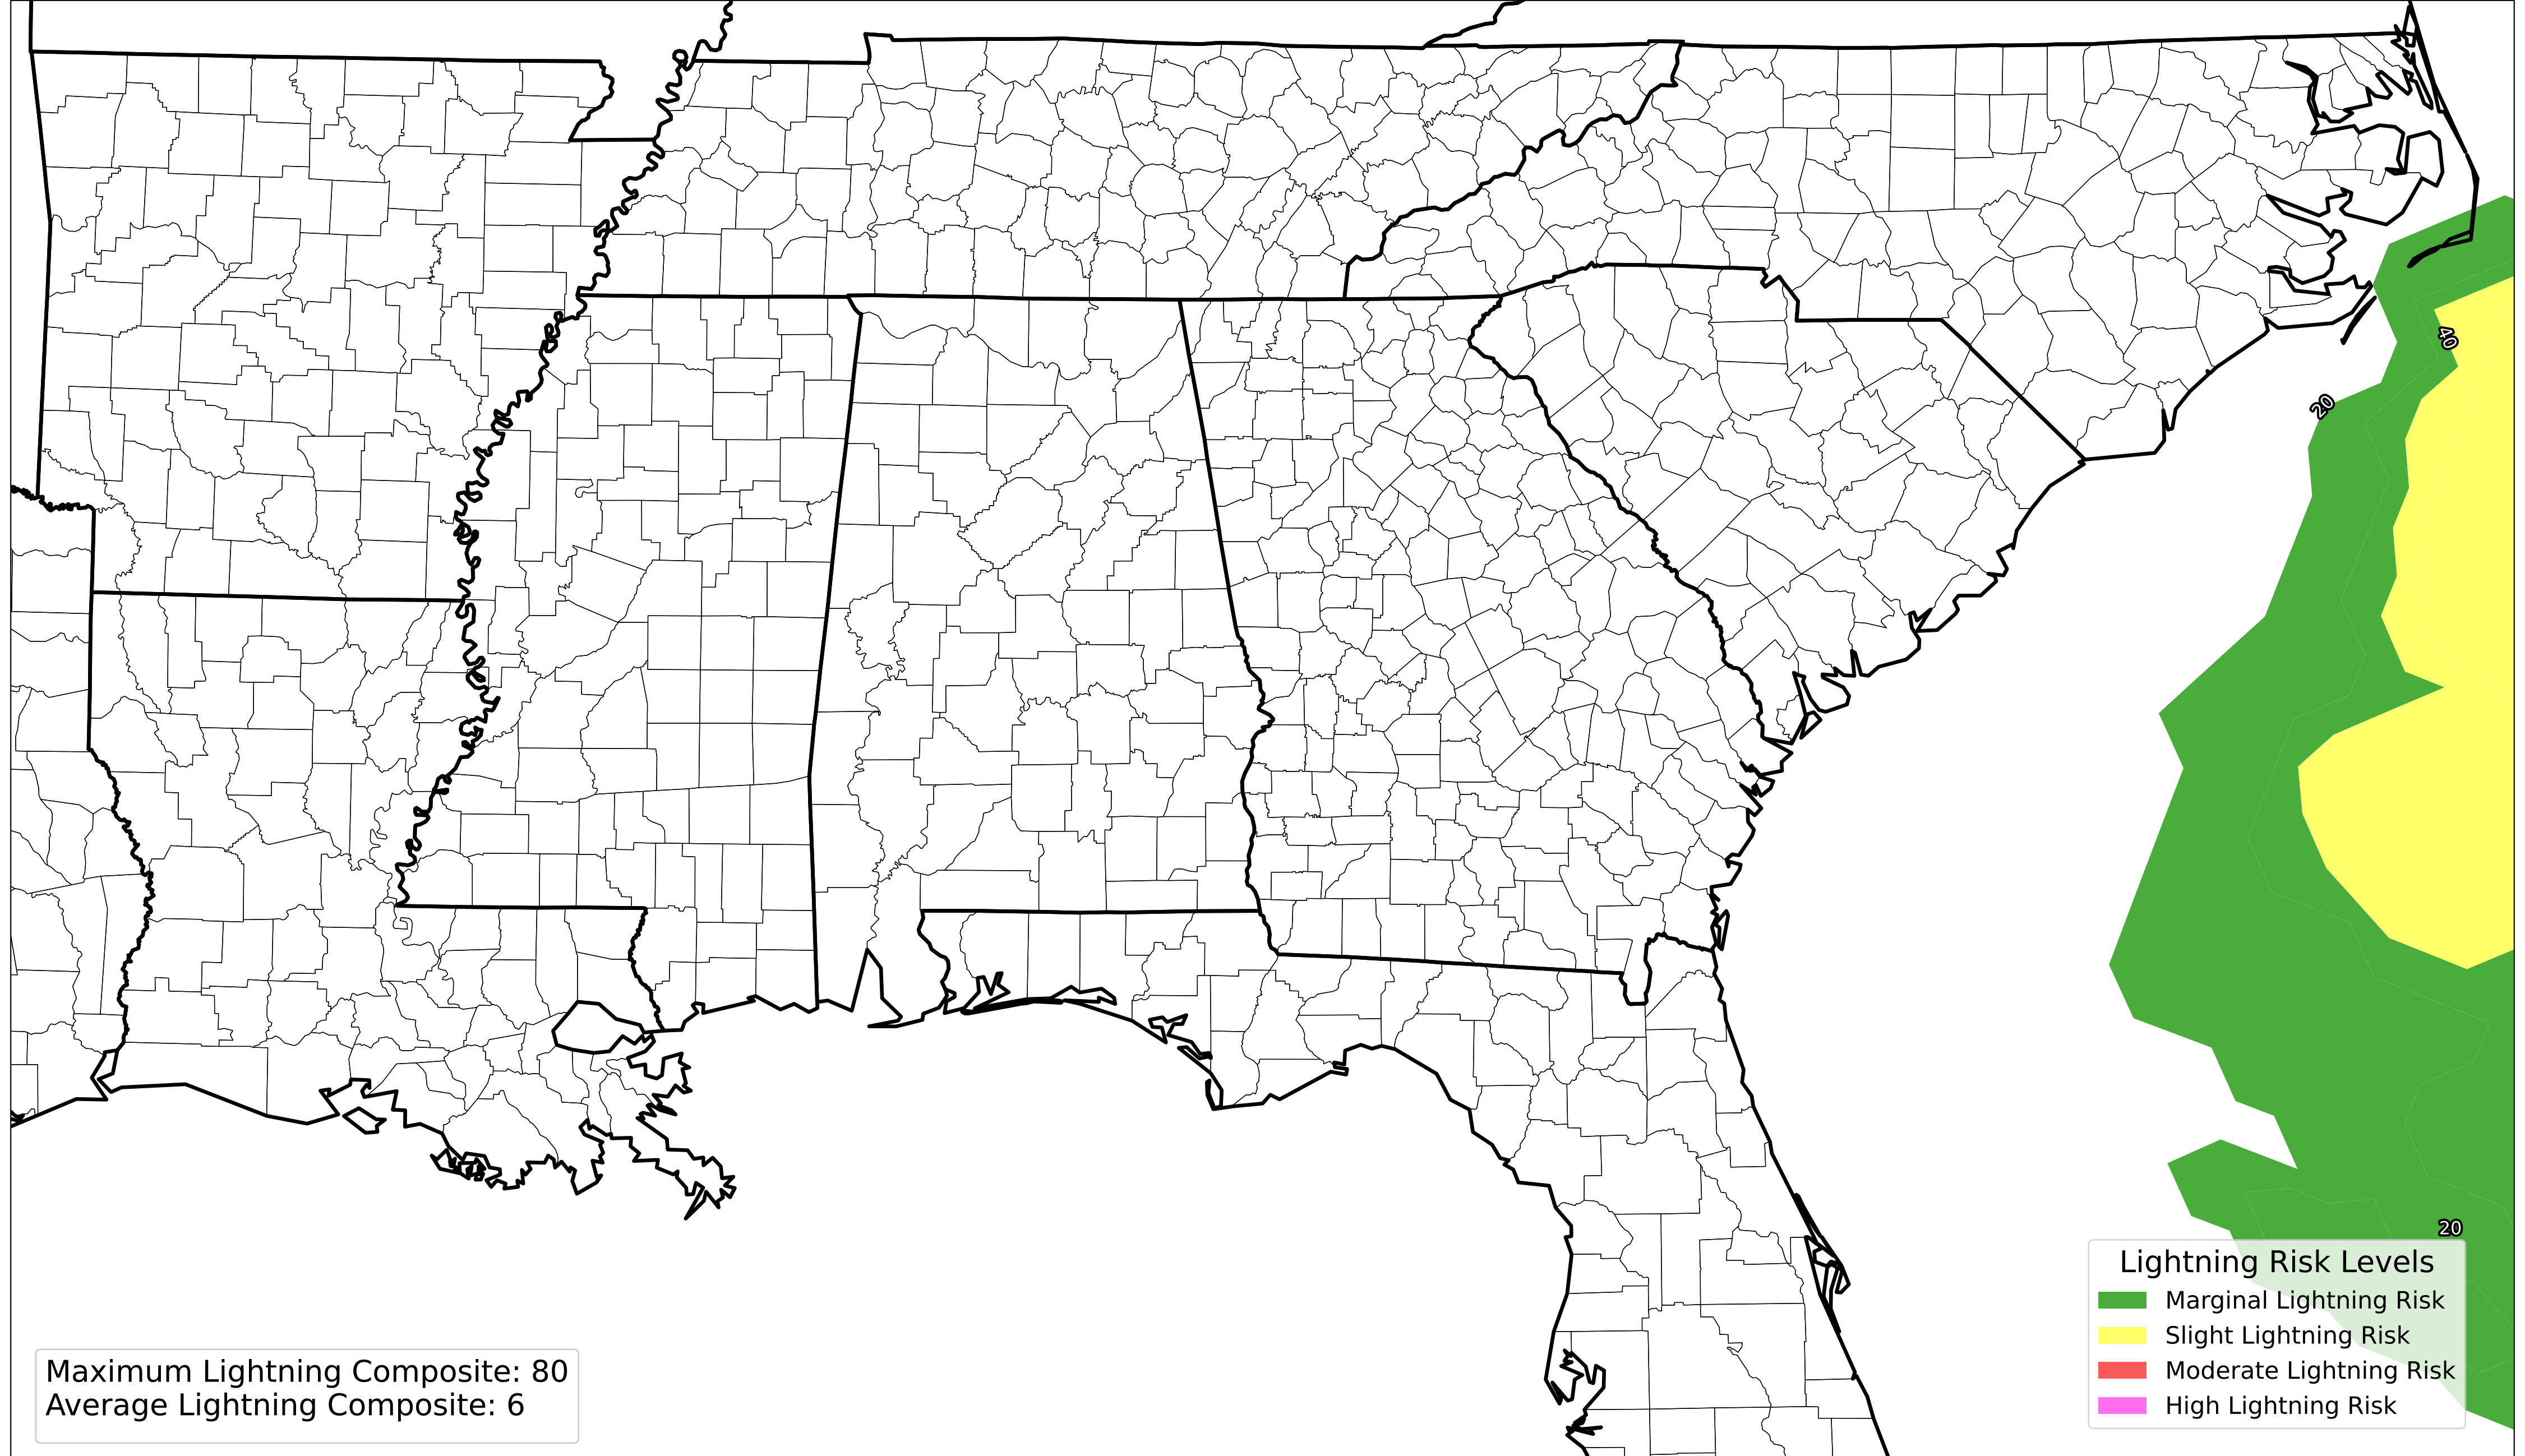 40
20
20
Lightning Risk Levels
Marginal Lightning Risk
Slight Lightning Risk
Moderate Lightning Risk
High Lightning Risk
Maximum Lightning Composite: 80
Average Lightning Composite: 6